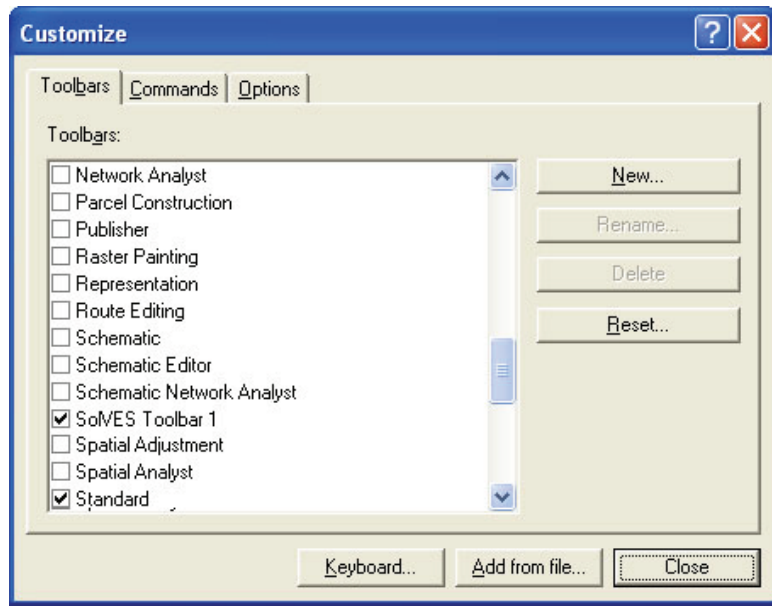 Customize
Toolbars Commands Options
Toolbars:
Network Analyst
Parcel Construction
Publisher
Raster Painting
Representation
Route Editing
Schematic
Schematic Editor
Schematic Network Analyst
SolVES Toolbar 1
Spatial Adjustment
Spatial Analyst
Standard
New...
Rename...
Delete
Reset...
Keyboard... Add from file... Close